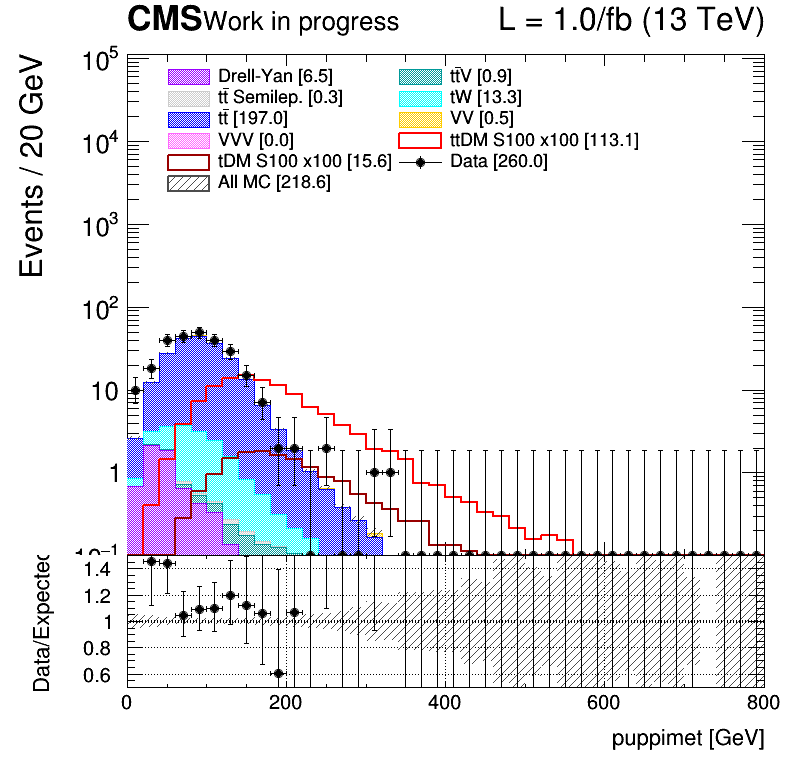 CMS Work in progress L = 1.0/fb (13 TeV)
Events / 20 GeV
10⁵
10⁴
10³
10²
10
1
10⁻¹
Drell-Yan [6.5] tt̄V [0.9]
tt̄ Semilep. [0.3] tW [13.3]
tt̄ [197.0] VV [0.5]
VVV [0.0] ttDM S100 x100 [113.1]
tDM S100 x100 [15.6] Data [260.0]
All MC [218.6]
Data/Expected
1.4
1.2
1
0.8
0.6
0 200 400 600 800
puppimet [GeV]